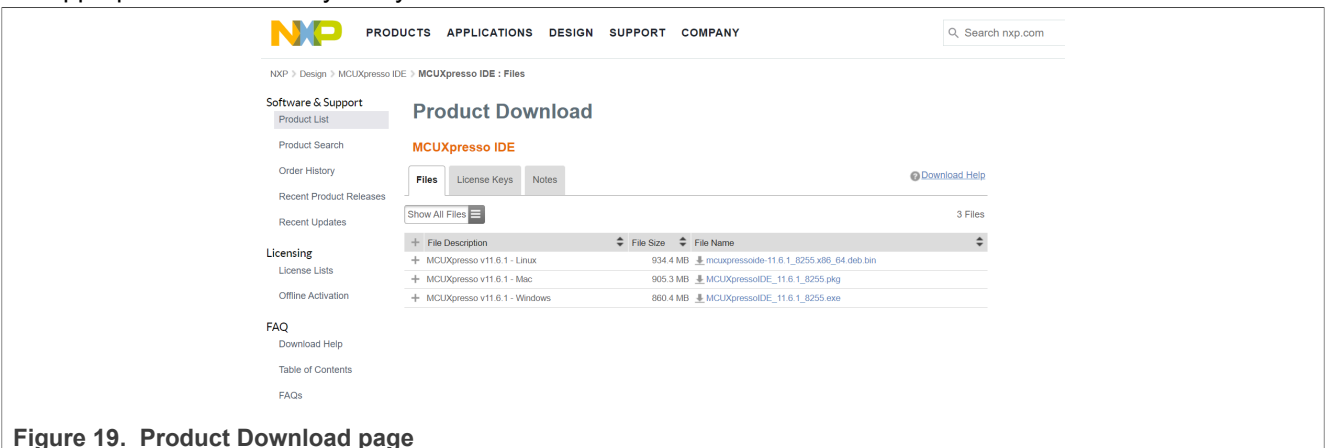 NXP
PRODUCTS APPLICATIONS DESIGN SUPPORT COMPANY
Search nxp.com
NXP > Design > MCUXpresso IDE > MCUXpresso IDE : Files
Software & Support
Product List
Product Search
Order History
Recent Product Releases
Recent Updates
Licensing
License Lists
Offline Activation
FAQ
Download Help
Table of Contents
FAQs
Product Download
MCUXpresso IDE
Files License Keys Notes
Download Help
Show All Files
3 Files
+ File Description File Size File Name
+ MCUXpresso v11.6.1 - Linux 934.4 MB mcuxpressoide-11.6.1_8255.x86_64.deb.bin
+ MCUXpresso v11.6.1 - Mac 905.3 MB MCUXpressoIDE_11.6.1_8255.pkg
+ MCUXpresso v11.6.1 - Windows 860.4 MB MCUXpressoIDE_11.6.1_8255.exe
Figure 19. Product Download page